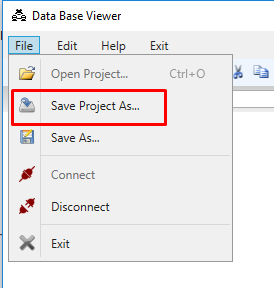 Data Base Viewer
File Edit Help Exit
Open Project... Ctrl+O
Save Project As...
Save As...
Connect
Disconnect
Exit